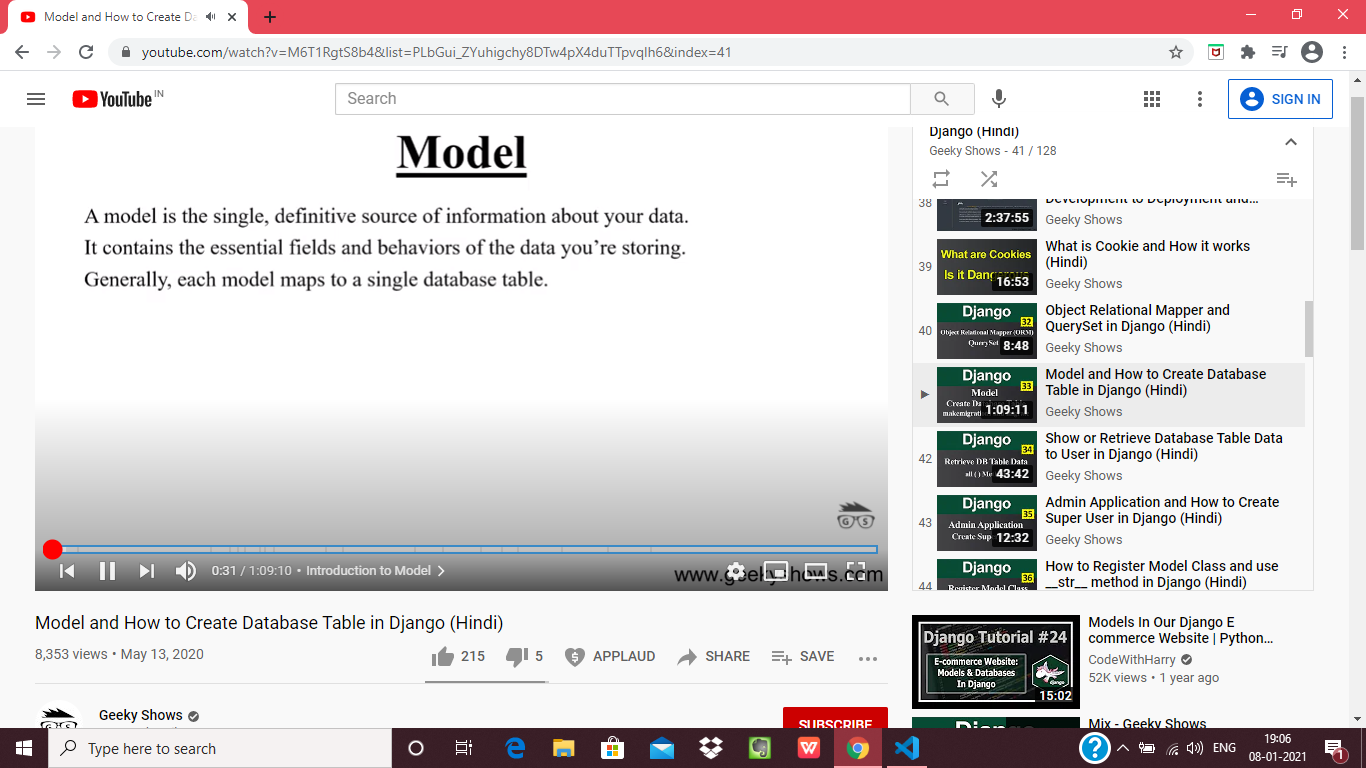 Model and How to Create Da
youtube.com/watch?v=M6T1RgtS8b4&list=PLbGui_ZYuhigchy8DTw4pX4duTTpvqlh6&index=41
YouTube IN
Search
SIGN IN
Model
A model is the single, definitive source of information about your data.
It contains the essential fields and behaviors of the data you're storing.
Generally, each model maps to a single database table.
G S
www.geekyshows.com
0:31 / 1:09:10 • Introduction to Model
Model and How to Create Database Table in Django (Hindi)
8,353 views • May 13, 2020
215
5
APPLAUD
SHARE
SAVE
Geeky Shows
SUBSCRIBE
Django (Hindi)
Geeky Shows - 41 / 128
38
2:37:55
Development to Deployment and...
Geeky Shows
39
What are Cookies
Is it Dangerous
16:53
What is Cookie and How it works
(Hindi)
Geeky Shows
40
Django
32
Object Relational Mapper (ORM)
QuerySet
8:48
Object Relational Mapper and
QuerySet in Django (Hindi)
Geeky Shows
Django
33
Model
1:09:11
Model and How to Create Database
Table in Django (Hindi)
Geeky Shows
42
Django
34
Retrieve DB Table Data
all ( ) Me
43:42
Show or Retrieve Database Table Data
to User in Django (Hindi)
Geeky Shows
43
Django
35
Admin Application
Create Sup
12:32
Admin Application and How to Create
Super User in Django (Hindi)
Geeky Shows
44
Django
36
Register Model Class
How to Register Model Class and use
__str__ method in Django (Hindi)
Django Tutorial #24
E-commerce Website:
Models & Databases
In Django
django
15:02
Models In Our Django E
commerce Website | Python...
CodeWithHarry
52K views • 1 year ago
Mix - Geeky Shows
Type here to search
ENG
19:06
08-01-2021
1